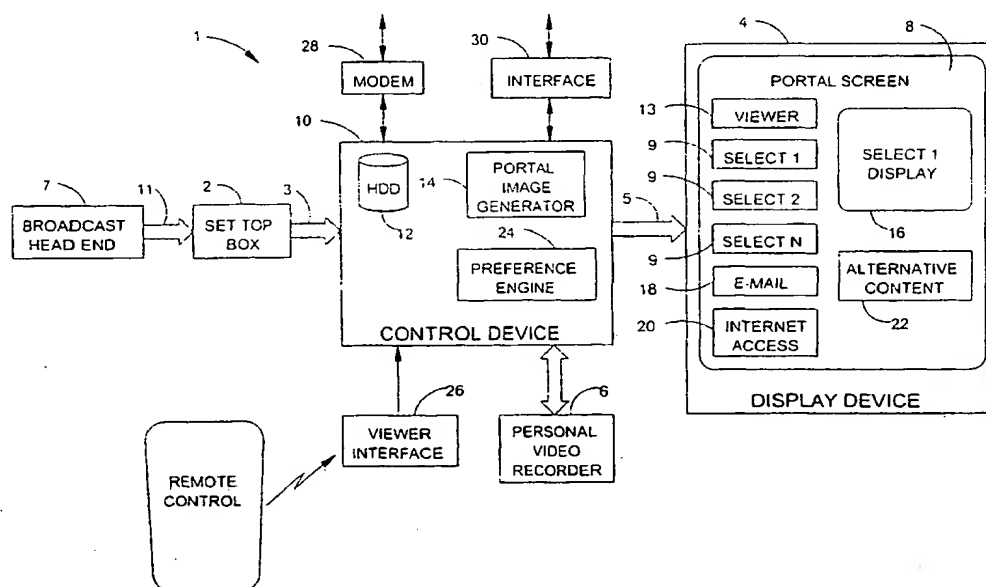 1
28
MODEM
30
INTERFACE
4
8
PORTAL SCREEN
13
VIEWER
9
SELECT 1
9
SELECT 2
9
SELECT N
18
E-MAIL
20
INTERNET
ACCESS
SELECT 1
DISPLAY
16
ALTERNATIVE
CONTENT
22
DISPLAY DEVICE
10
HDD
12
14
PORTAL
IMAGE
GENERATOR
24
PREFERENCE
ENGINE
CONTROL DEVICE
5
7
BROADCAST
HEAD END
11
2
SET TOP
BOX
3
26
VIEWER
INTERFACE
6
PERSONAL
VIDEO
RECORDER
REMOTE
CONTROL